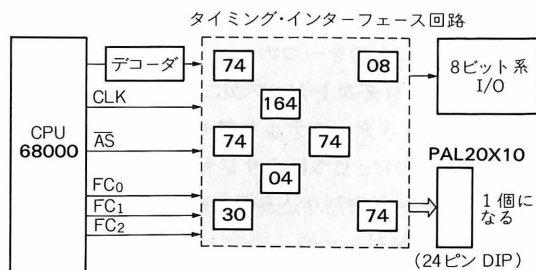 タイミング・インターフェース回路
デコーダ
74
08
8ビット系
I/O
CLK
164
CPU
68000
AS
74
74
PAL20X10
04
FC0
FC1
FC2
30
74
1個に
なる
(24ピン DIP)